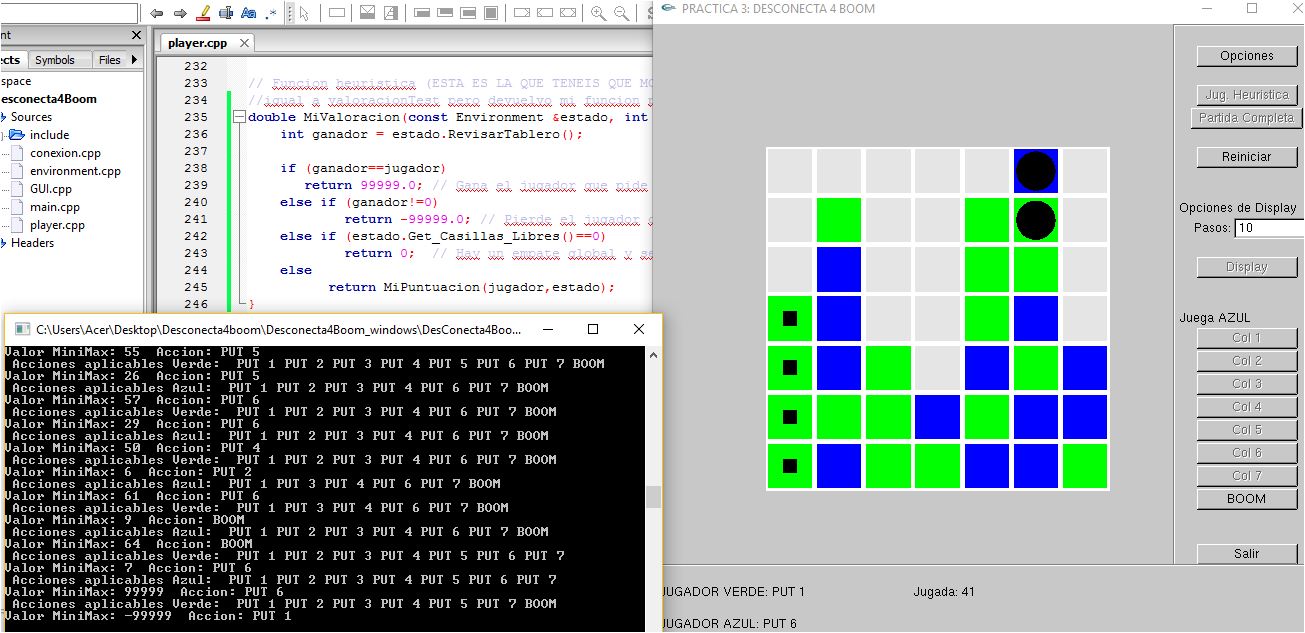 nt
PRACTICA 3: DESCONECTA 4 BOOM
ects Symbols Files
player.cpp
space
esconecta4Boom
Sources
include
conexion.cpp
environment.cpp
GUI.cpp
main.cpp
player.cpp
Headers
232
233 // Funcion heuristica (ESTA ES LA QUE TENEIS QUE MO
234 //igual a valoracionTest pero devuelvo mi funcion
235 double MiValoracion(const Environment &estado, int
236 int ganador = estado.RevisarTablero();
237
238 if (ganador==jugador)
239 return 99999.0; // Gana el jugador que pide
240 else if (ganador!=0)
241 return -99999.0; // Pierde el jugador
242 else if (estado.Get_Casillas_Libres()==0)
243 return 0; // Hay un empate global y se
244 else
245 return MiPuntuacion(jugador,estado);
246 }
C:\Users\Acer\Desktop\Desconecta4boom\Desconecta4Boom_windows\DesConecta4Boo...
Valor MiniMax: 55 Accion: PUT 5
Acciones aplicables Verde: PUT 1 PUT 2 PUT 3 PUT 4 PUT 5 PUT 6 PUT 7 BOOM
Valor MiniMax: 26 Accion: PUT 5
Acciones aplicables Azul: PUT 1 PUT 2 PUT 3 PUT 4 PUT 6 PUT 7 BOOM
Valor MiniMax: 57 Accion: PUT 6
Acciones aplicables Verde: PUT 1 PUT 2 PUT 3 PUT 4 PUT 6 PUT 7 BOOM
Valor MiniMax: 29 Accion: PUT 6
Acciones aplicables Azul: PUT 1 PUT 2 PUT 3 PUT 4 PUT 6 PUT 7 BOOM
Valor MiniMax: 50 Accion: PUT 4
Acciones aplicables Verde: PUT 1 PUT 2 PUT 3 PUT 4 PUT 6 PUT 7 BOOM
Valor MiniMax: 6 Accion: PUT 2
Acciones aplicables Azul: PUT 1 PUT 3 PUT 4 PUT 6 PUT 7 BOOM
Valor MiniMax: 61 Accion: PUT 6
Acciones aplicables Verde: PUT 1 PUT 3 PUT 4 PUT 6 PUT 7 BOOM
Valor MiniMax: 9 Accion: BOOM
Acciones aplicables Azul: PUT 1 PUT 2 PUT 3 PUT 4 PUT 6 PUT 7 BOOM
Valor MiniMax: 64 Accion: BOOM
Acciones aplicables Verde: PUT 1 PUT 2 PUT 3 PUT 4 PUT 5 PUT 6 PUT 7
Valor MiniMax: 7 Accion: PUT 6
Acciones aplicables Azul: PUT 1 PUT 2 PUT 3 PUT 4 PUT 5 PUT 6 PUT 7
Valor MiniMax: 99999 Accion: PUT 6
Acciones aplicables Verde: PUT 1 PUT 2 PUT 3 PUT 4 PUT 6 PUT 7 BOOM
Valor MiniMax: -99999 Accion: PUT 1
Opciones
Jug. Heuristica
Partida Completa
Reiniciar
Opciones de Display
Pasos: 10
Display
Juega AZUL
Col 1
Col 2
Col 3
Col 4
Col 5
Col 6
Col 7
BOOM
Salir
JUGADOR VERDE: PUT 1 Jugada: 41
JUGADOR AZUL: PUT 6